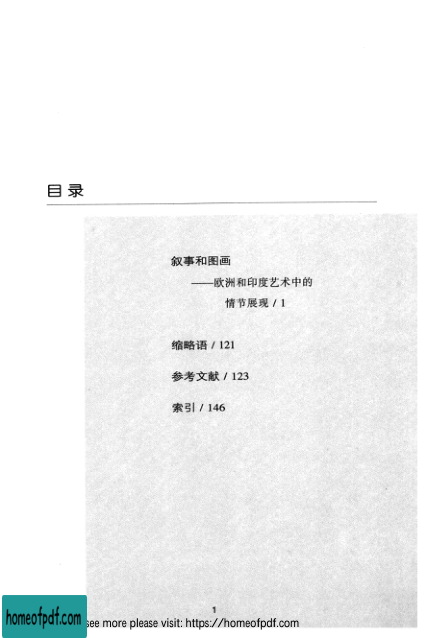 目录
叙事和图画
——欧洲和印度艺术中的
情节展现 / 1
缩略语 / 121
参考文献 / 123
索引 / 146
1
homeofpdf.com
see more please visit: https://homeofpdf.com